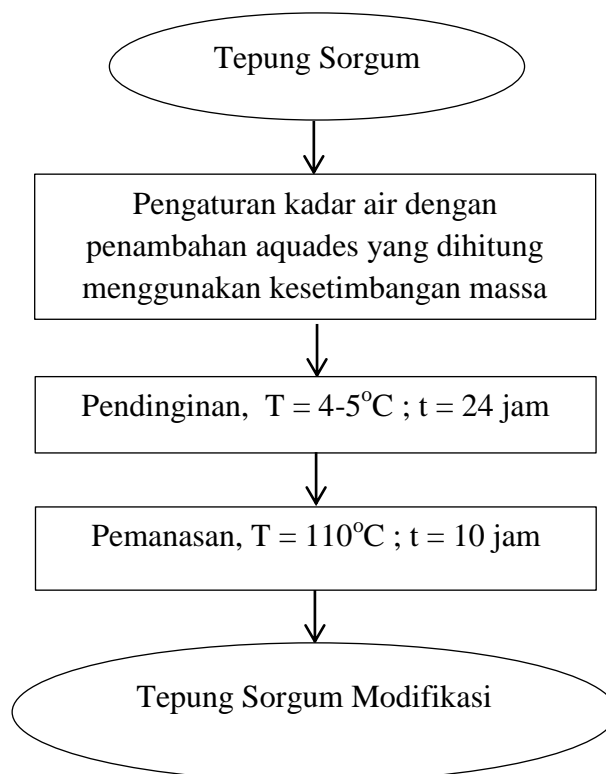 Tepung Sorgum
Pengaturan kadar air dengan
penambahan aquades yang dihitung
menggunakan kesetimbangan massa
Pendinginan, T = 4-5°C ; t = 24 jam
Pemanasan, T = 110°C ; t = 10 jam
Tepung Sorgum Modifikasi